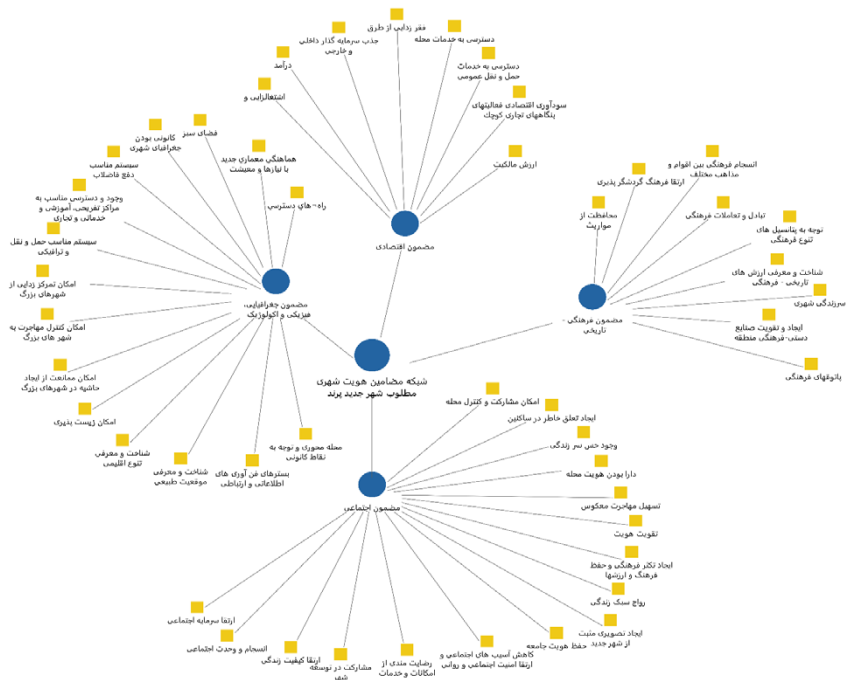 فقر زدایی از طرق
جذب سرمایه گذار داخلی
و خارجی
دسترسی به خدمات محله
درآمد
دسترسی به خدمات
حمل و نقل عمومی
اشتغالزایی و
سودآوری اقتصادی فعالیتهای
بنگاههای تجاری کوچک
ارزش مالکیت
مضمون اقتصادی
فضای سبز
کانونی بودن
جغرافیای شهری
هماهنگی معماری جدید
با نیازها و معیشت
سیستم مناسب
دفع فاضلاب
راه-های دسترسی
وجود و دسترسی مناسب به
مراکز تفریحی، آموزشی و
خدماتی و تجاری
سیستم مناسب حمل و نقل
و ترافیکی
امکان تمرکز زدایی از
شهرهای بزرگ
امکان کنترل مهاجرت به
شهر های بزرگ
امکان ممانعت از ایجاد
حاشیه در شهرهای بزرگ
امکان زیست پذیری
شناخت و معرفی
تنوع اقلیمی
شناخت و معرفی
موقعیت طبیعی
بسترهای فن آوری های
اطلاعاتی و ارتباطی
محله محوری و توجه به
نقاط کانونی
مضمون جغرافیایی،
فیزیکی و اکولوژیک
انسجام فرهنگی بین اقوام و
مذاهب مختلف
ارتقا فرهنگ گردشگر پذیری
محافظت از
مواریث
تبادل و تعاملات فرهنگی
توجه به پتانسیل های
تنوع فرهنگی
شناخت و معرفی ارزش های
تاریخی - فرهنگی
سرزندگی شهری
ایجاد و تقویت صنایع
دستی-فرهنگی منطقه
پاتوقهای فرهنگی
مضمون فرهنگی -
تاریخی
شبکه مضامین هویت شهری
مطلوب شهر جدید پرند
امکان مشارکت و کنترل محله
ایجاد تعلق خاطر در ساکنین
وجود حس سر زندگی
دارا بودن هویت محله
تسهیل مهاجرت معکوس
تقویت هویت
ایجاد تکثر فرهنگی و حفظ
فرهنگ و ارزشها
رواج سبک زندگی
ایجاد تصویری مثبت
از شهر جدید
حفظ هویت جامعه
کاهش آسیب های اجتماعی و
ارتقا امنیت اجتماعی و روانی
رضایت مندی از
امکانات و خدمات
مشارکت در توسعه
شهر
ارتقا کیفیت زندگی
انسجام و وحدت اجتماعی
ارتقا سرمایه اجتماعی
مضمون اجتماعی